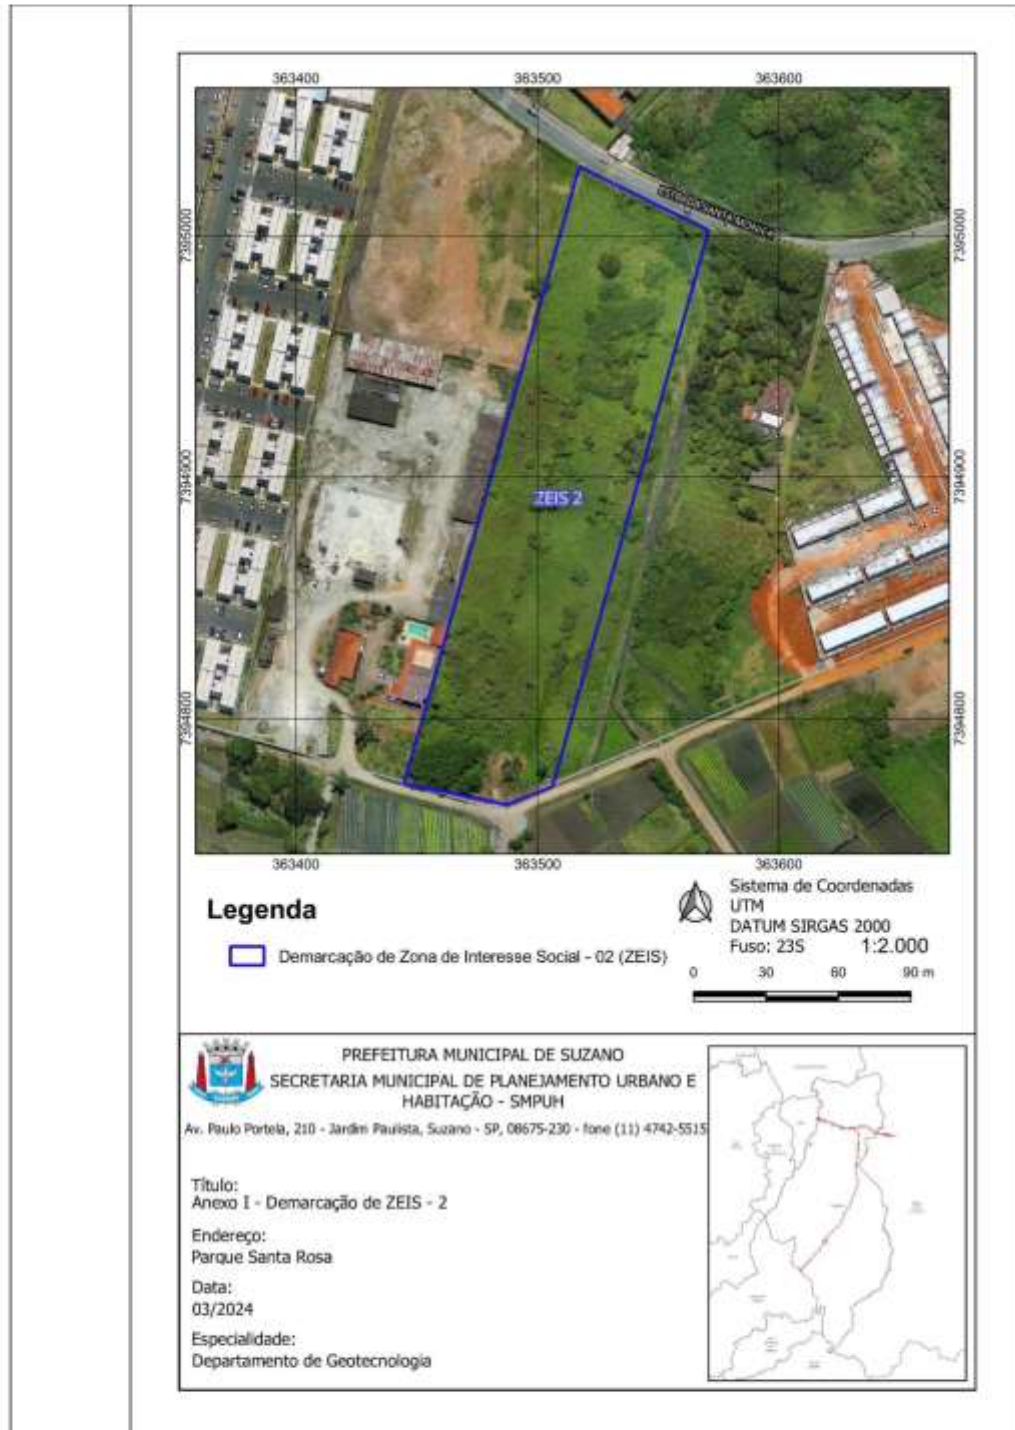 363400 363500 363600
ESTRADA SANTA MÔNICA
7395000 7395000
7394900 7394900
ZEIS 2
7394800 7394800
363400 363500 363600
Legenda
Demarcação de Zona de Interesse Social - 02 (ZEIS)
Sistema de Coordenadas
UTM
DATUM SIRGAS 2000
Fuso: 23S 1:2.000
0 30 60 90 m
PREFEITURA MUNICIPAL DE SUZANO
SECRETARIA MUNICIPAL DE PLANEJAMENTO URBANO E
HABITAÇÃO - SMPUH
Av. Paulo Portela, 210 - Jardim Paulista, Suzano - SP, 08675-230 - fone (11) 4742-5515
Título:
Anexo I - Demarcação de ZEIS - 2
Endereço:
Parque Santa Rosa
Data:
03/2024
Especialidade:
Departamento de Geotecnologia